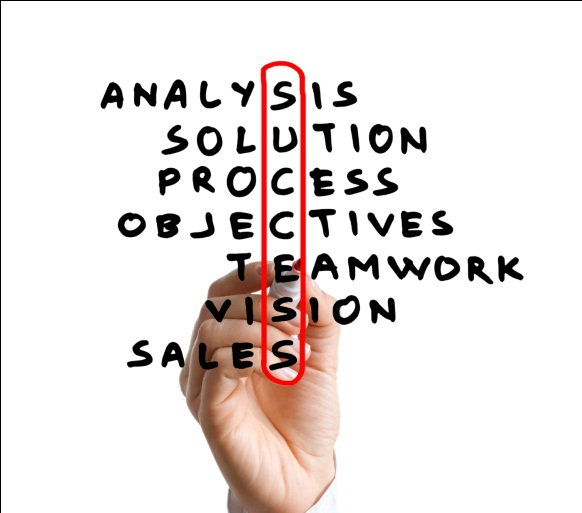 ANALYSIS
SOLUTION
PROCESS
OBJECTIVES
TEAMWORK
VISION
SALES